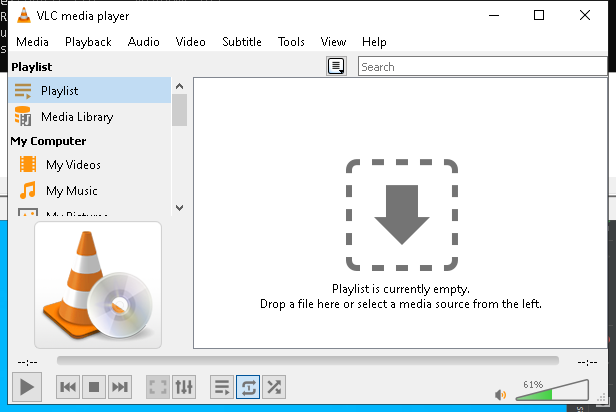 VLC media player
Media Playback Audio Video Subtitle Tools View Help
Playlist
Search
Playlist
Media Library
My Computer
My Videos
My Music
My Pictures
Playlist is currently empty.
Drop a file here or select a media source from the left.
--:-- --:--
61%